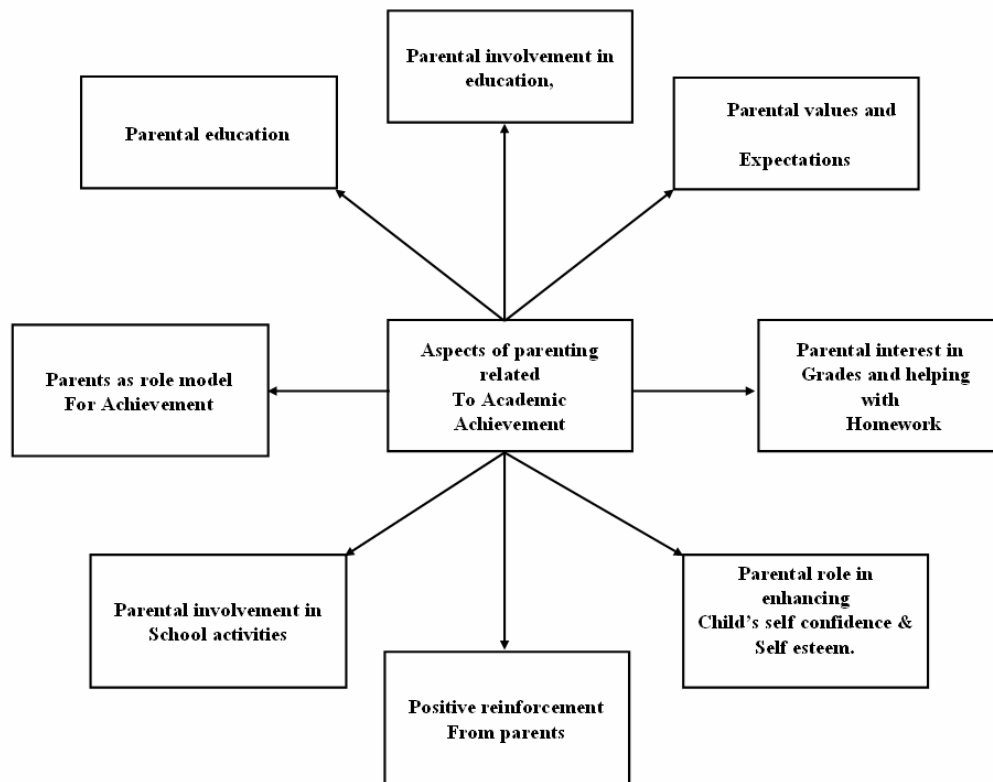 Parental involvement in
education,
Parental education
Parental values and
Expectations
Parents as role model
For Achievement
Aspects of parenting
related
To Academic
Achievement
Parental interest in
Grades and helping
with
Homework
Parental involvement in
School activities
Positive reinforcement
From parents
Parental role in
enhancing
Child's self confidence &
Self esteem.